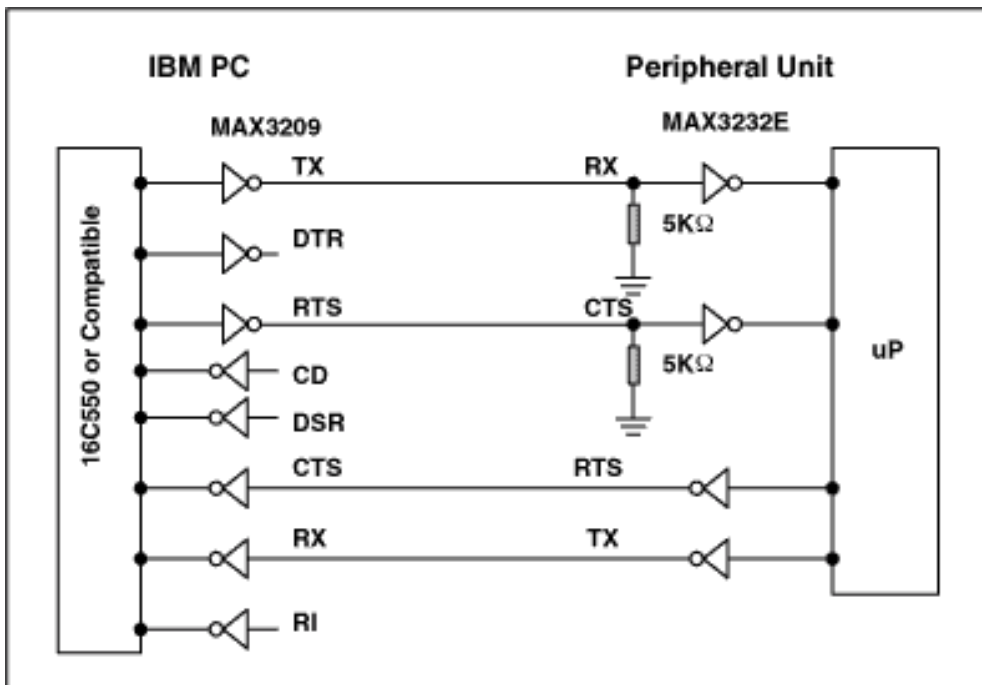 IBM PC
Peripheral Unit
MAX3209
MAX3232E
16C550 or Compatible
TX
RX
5KΩ
DTR
RTS
CTS
5KΩ
uP
CD
DSR
CTS
RTS
RX
TX
RI